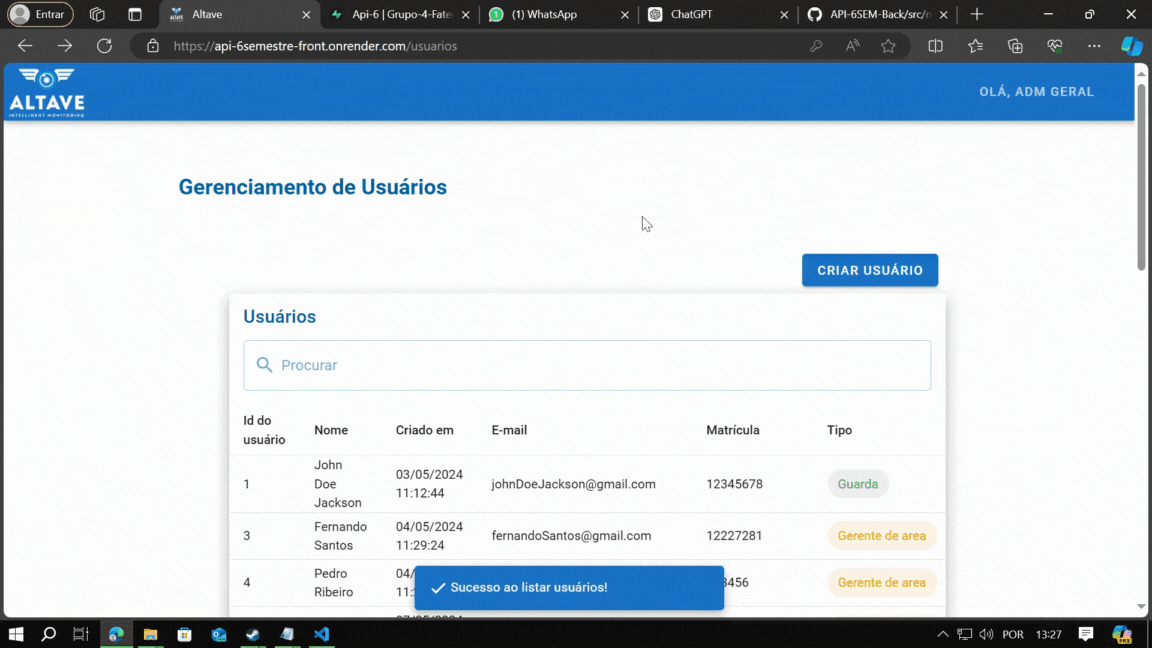 Entrar
Altave
Api-6 | Grupo-4-Fate
(1) WhatsApp
ChatGPT
API-6SEM-Back/src/
https://api-6semestre-front.onrender.com/usuarios
ALTAVE
INTELLIGENT MONITORING
OLÁ, ADM GERAL
Gerenciamento de Usuários
CRIAR USUÁRIO
Usuários
Procurar
Id do
usuário
Nome
Criado em
E-mail
Matrícula
Tipo
1
John
Doe
Jackson
03/05/2024
11:12:44
johnDoeJackson@gmail.com
12345678
Guarda
3
Fernando
Santos
04/05/2024
11:29:24
fernandoSantos@gmail.com
12227281
Gerente de area
4
Pedro
Ribeiro
04/
11:
3456
Gerente de area
Sucesso ao listar usuários!
POR
13:27